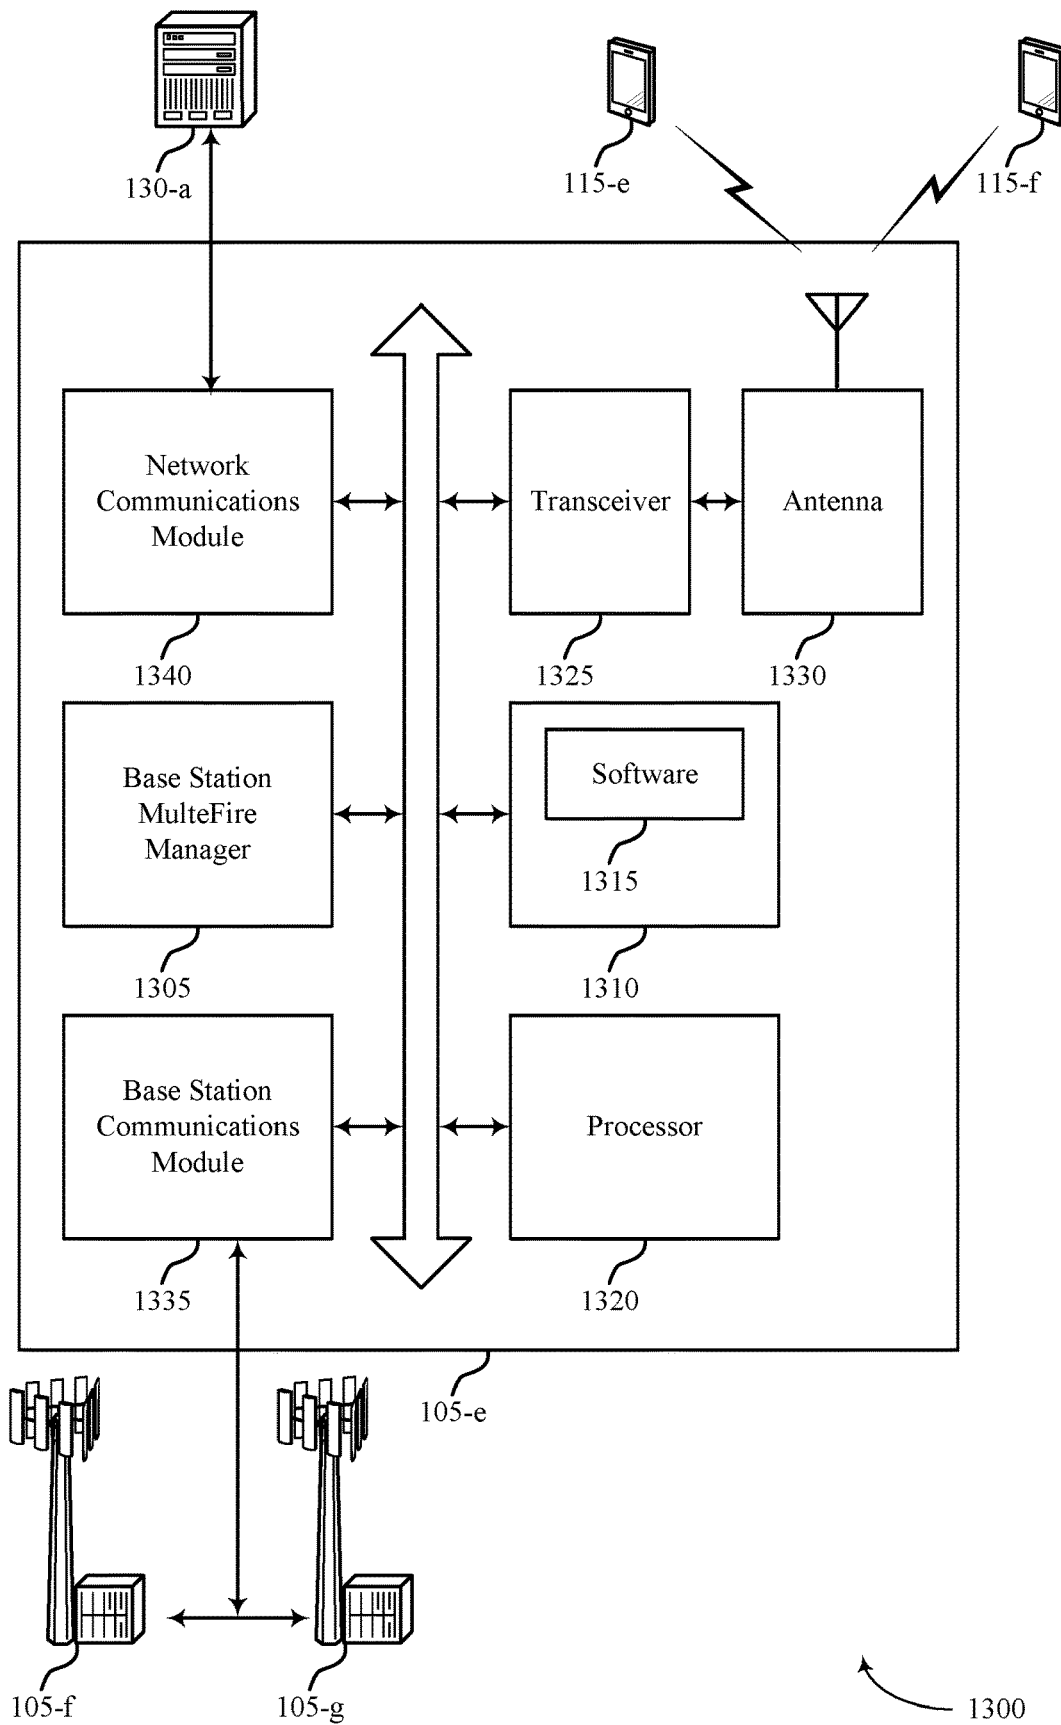 130-a
115-e
115-f
Network
Communications
Module
Transceiver
Antenna
1340
1325
1330
Base Station
MulteFire
Manager
Software
1315
1305
1310
Base Station
Communications
Module
Processor
1335
1320
105-e
105-f
105-g
1300